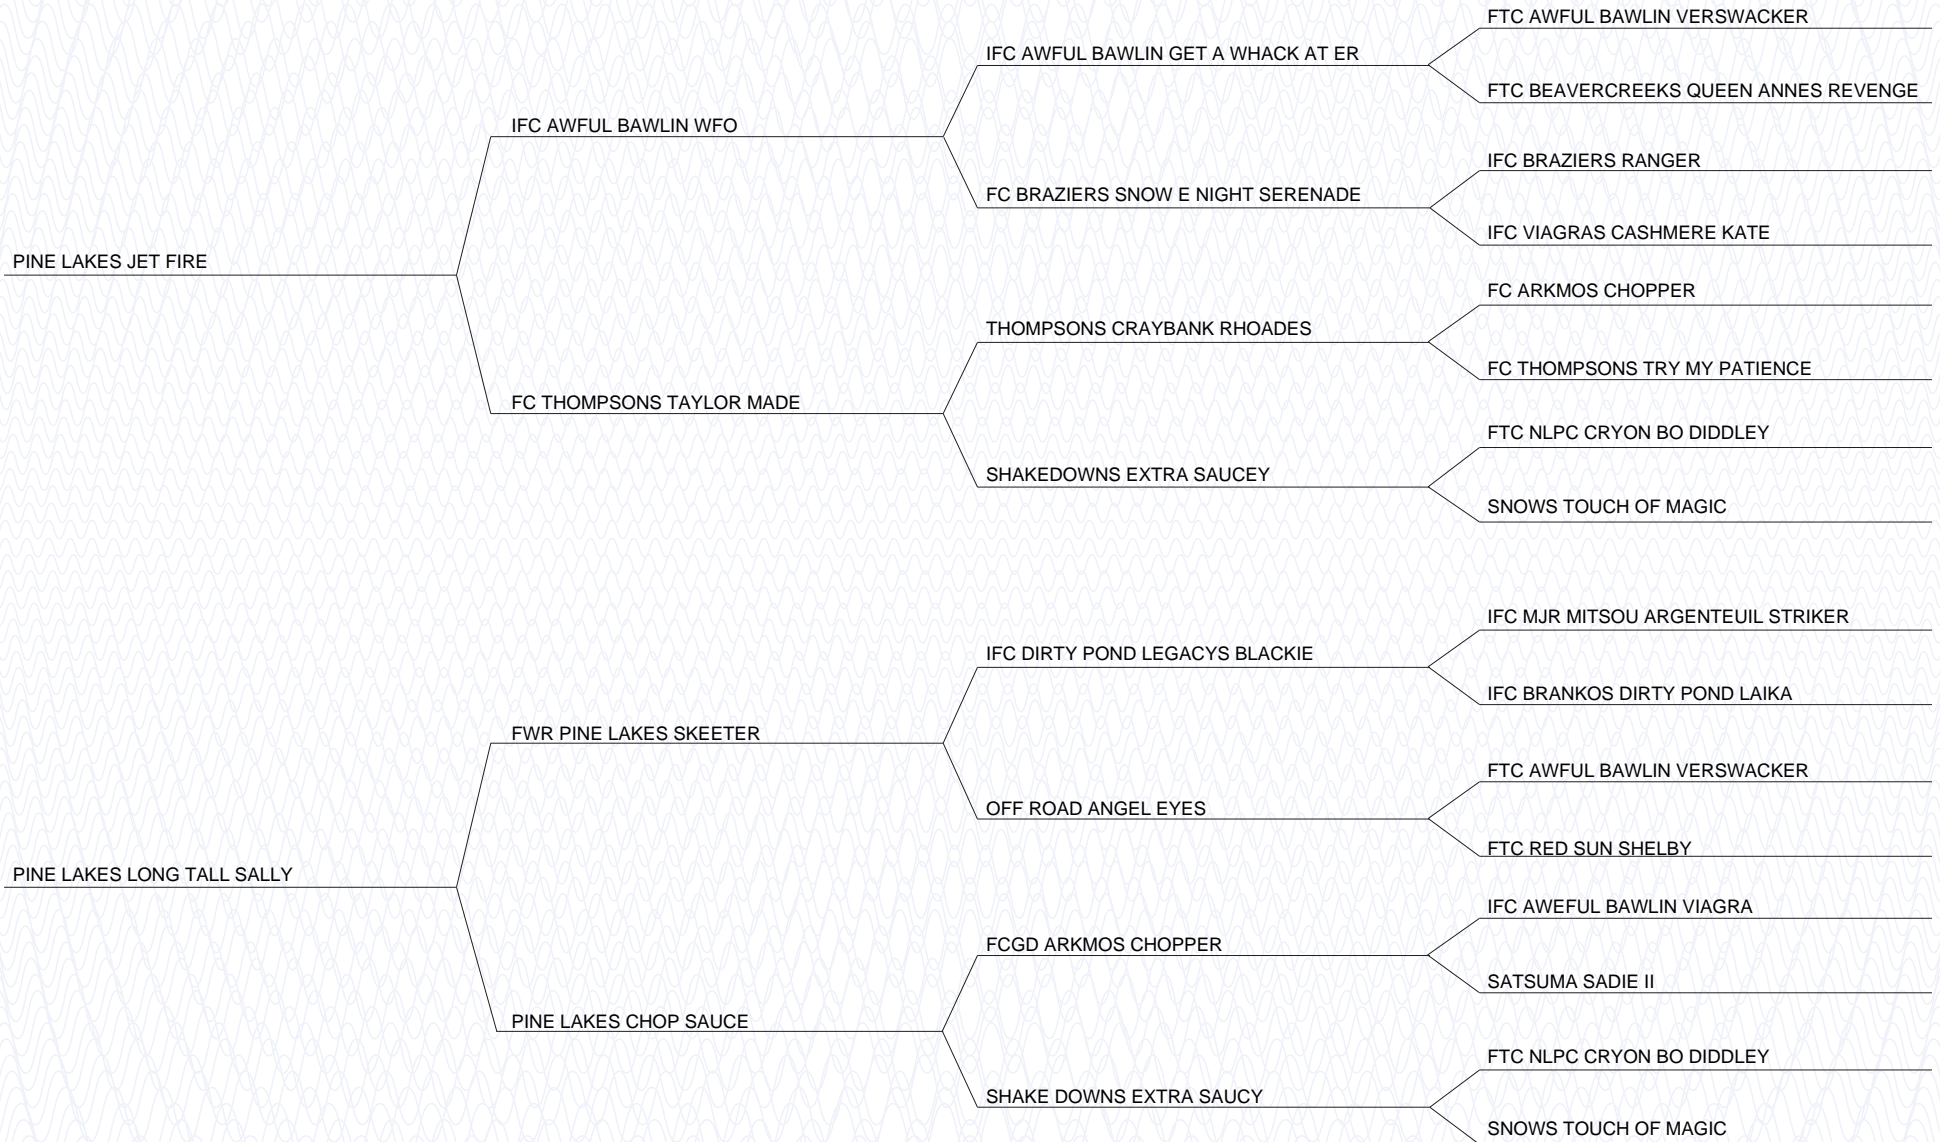 FTC AWFUL BAWLIN VERSWACKER
IFC AWFUL BAWLIN GET A WHACK AT ER
FTC BEAVERCREEKS QUEEN ANNES REVENGE
IFC AWFUL BAWLIN WFO
IFC BRAZIERS RANGER
FC BRAZIERS SNOW E NIGHT SERENADE
IFC VIAGRAS CASHMERE KATE
PINE LAKES JET FIRE
FC ARKMOS CHOPPER
THOMPSONS CRAYBANK RHOADES
FC THOMPSONS TRY MY PATIENCE
FC THOMPSONS TAYLOR MADE
FTC NLPC CRYON BO DIDDLEY
SHAKEDOWNS EXTRA SAUCEY
SNOWS TOUCH OF MAGIC
IFC MJR MITSOU ARGENTEUIL STRIKER
IFC DIRTY POND LEGACYS BLACKIE
IFC BRANKOS DIRTY POND LAIKA
FWR PINE LAKES SKEETER
FTC AWFUL BAWLIN VERSWACKER
OFF ROAD ANGEL EYES
FTC RED SUN SHELBY
PINE LAKES LONG TALL SALLY
IFC AWEFUL BAWLIN VIAGRA
FCGD ARKMOS CHOPPER
SATSUMA SADIE II
PINE LAKES CHOP SAUCE
FTC NLPC CRYON BO DIDDLEY
SHAKE DOWNS EXTRA SAUCY
SNOWS TOUCH OF MAGIC